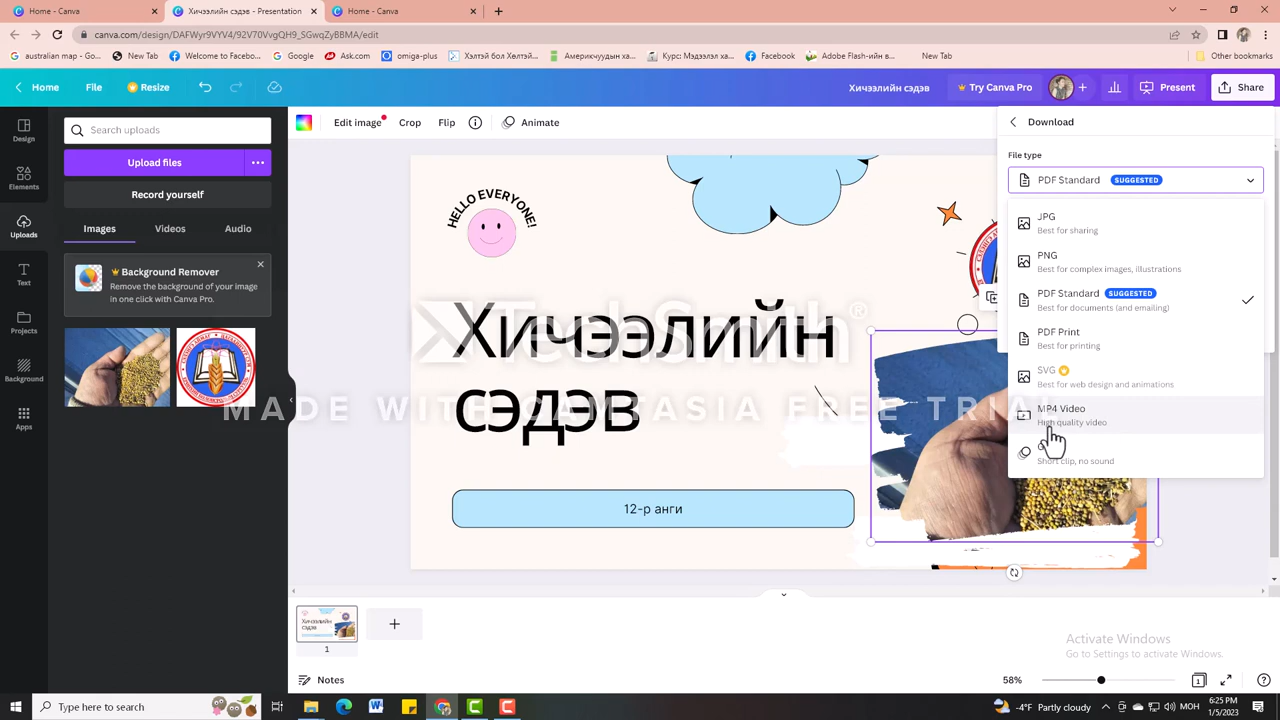 Home - Canva
Хичээлийн сэдэв - Presentation
Home - Canva
canva.com/design/DAFWyr9VYV4/92V70VvgQH9_SGwqZyBBMA/edit
australian map - Go...
New Tab
Welcome to Facebo...
Google
Ask.com
omiga-plus
Хэлтэй бол Хөлтэй...
Америкчуудын ха...
Курс: Мэдээлэл ха...
Facebook
Adobe Flash-ийн в...
New Tab
Other bookmarks
Home
File
Resize
Хичээлийн сэдэв
Try Canva Pro
Present
Share
Design
Elements
Uploads
Text
Projects
Background
Apps
Search uploads
Upload files
Record yourself
Images
Videos
Audio
Background Remover
Remove the background of your image
in one click with Canva Pro.
Edit image
Crop
Flip
Animate
HELLO EVERYONE!
Хичээлийн
сэдэв
12-р анги
TechSmith®
MADE WITH CAMTASIA FREE TRIAL
Download
File type
PDF Standard SUGGESTED
JPG
Best for sharing
PNG
Best for complex images, illustrations
PDF Standard SUGGESTED
Best for documents (and emailing)
PDF Print
Best for printing
SVG
Best for web design and animations
MP4 Video
High quality video
Short clip, no sound
1
Activate Windows
Go to Settings to activate Windows.
Notes
58%
1
Type here to search
-4°F Partly cloudy
МОН
6:25 PM
1/5/2023